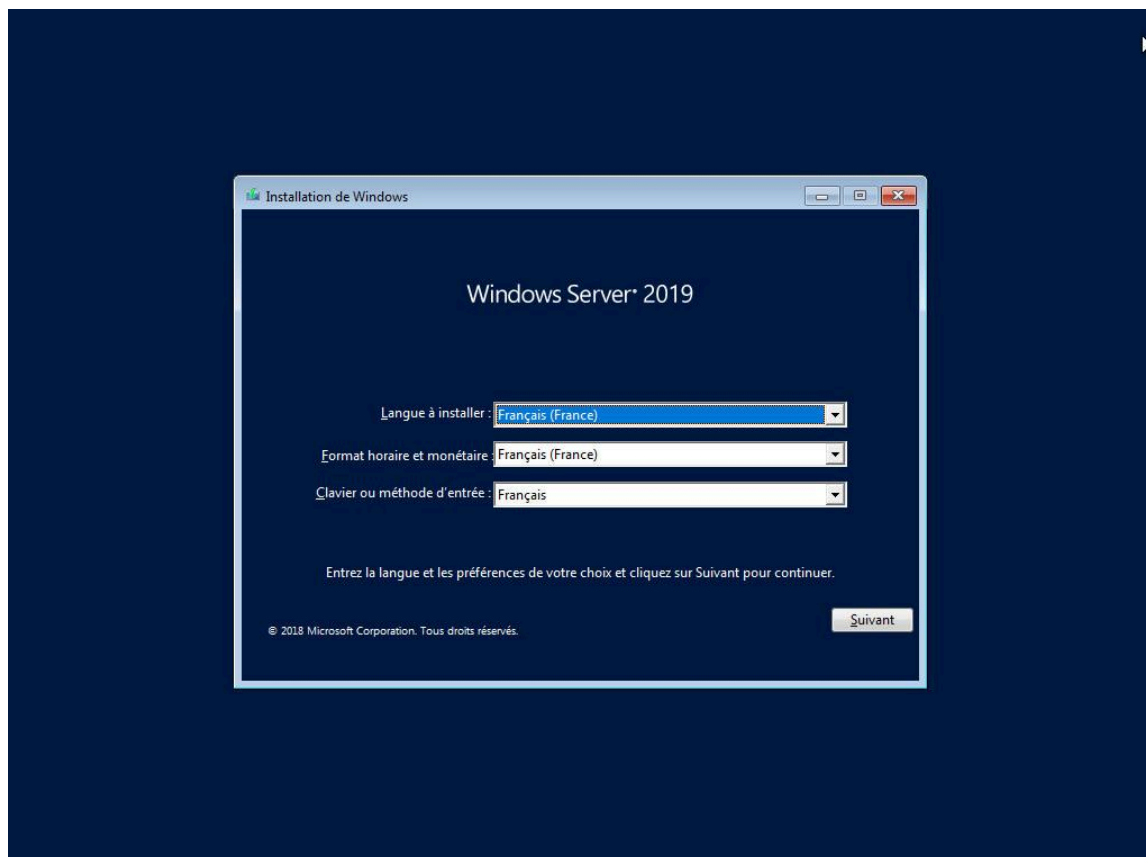 Installation de Windows
Windows Server® 2019
Langue à installer : Français (France)
Format horaire et monétaire : Français (France)
Clavier ou méthode d'entrée : Français
Entrez la langue et les préférences de votre choix et cliquez sur Suivant pour continuer.
Suivant
© 2018 Microsoft Corporation. Tous droits réservés.